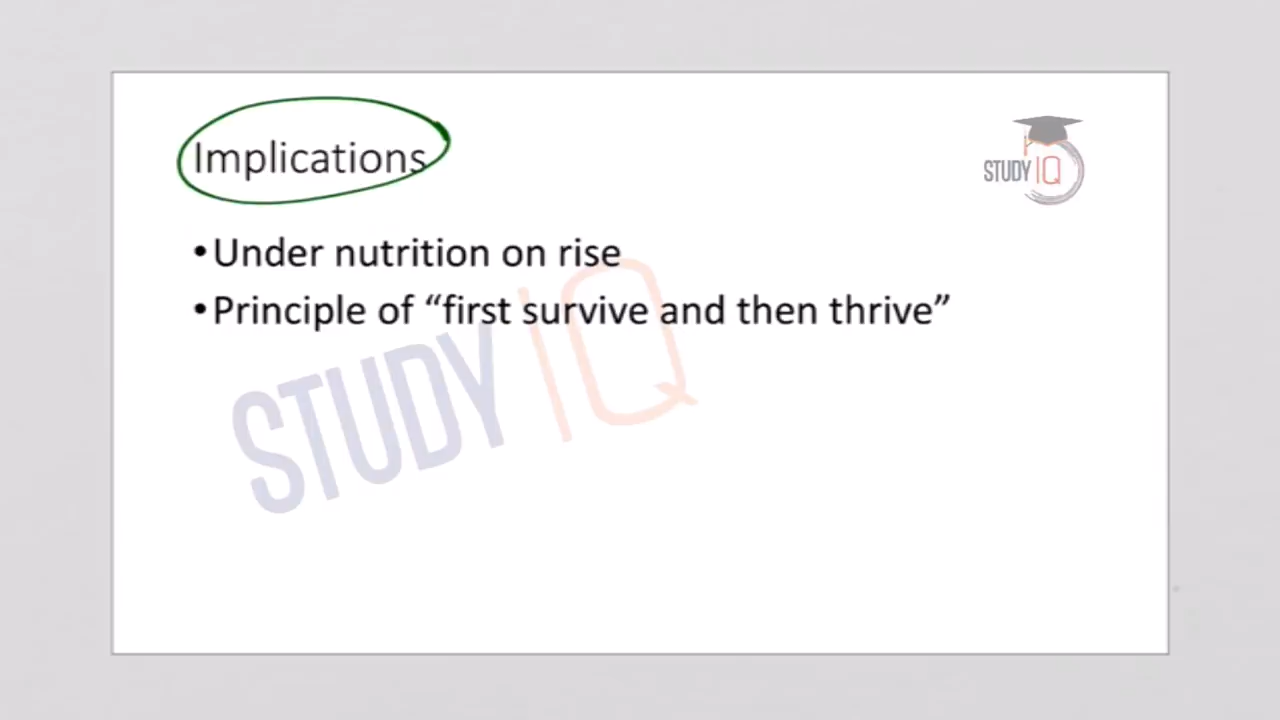 Implications
STUDY IQ
•Under nutrition on rise
•Principle of “first survive and then thrive”
STUDY IQ